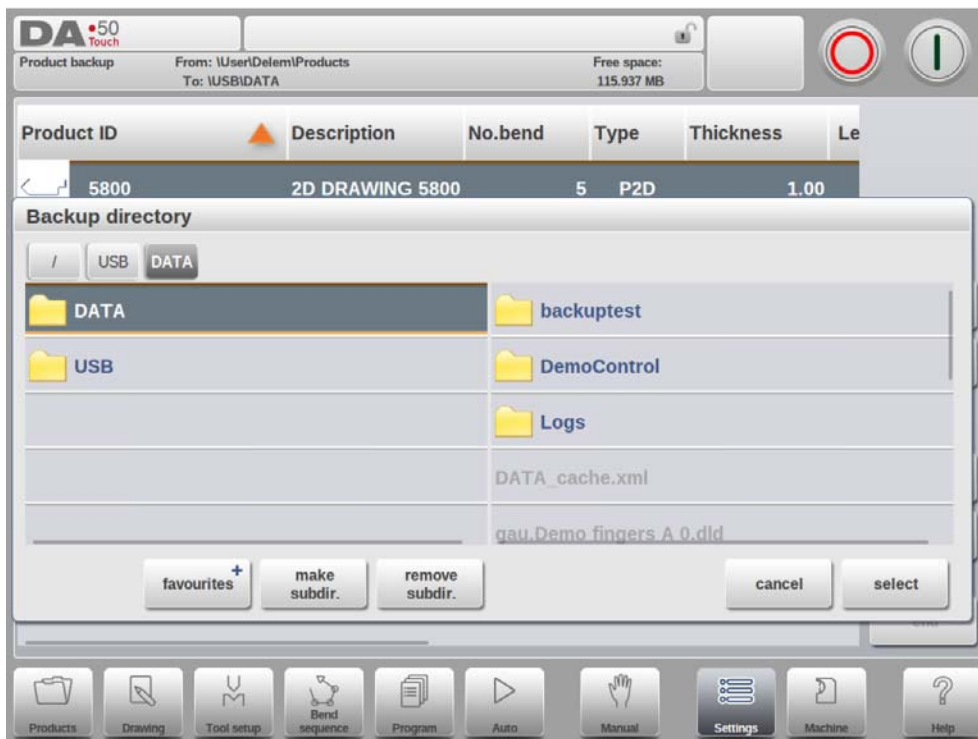 DA 50
Touch
Product backup
From: \User\Delem\Products
To: \USB\DATA
Free space:
115.937 MB
Product ID Description No.bend Type Thickness Le
5800 2D DRAWING 5800 5 P2D 1.00
Backup directory
/ USB DATA
DATA
USB
backuptest
DemoControl
Logs
DATA_cache.xml
gau.Demo fingers A 0.dld
favourites +
make
subdir.
remove
subdir.
cancel
select
end
Products
Drawing
Tool setup
Bend
sequence
Program
Auto
Manual
Settings
Machine
Help